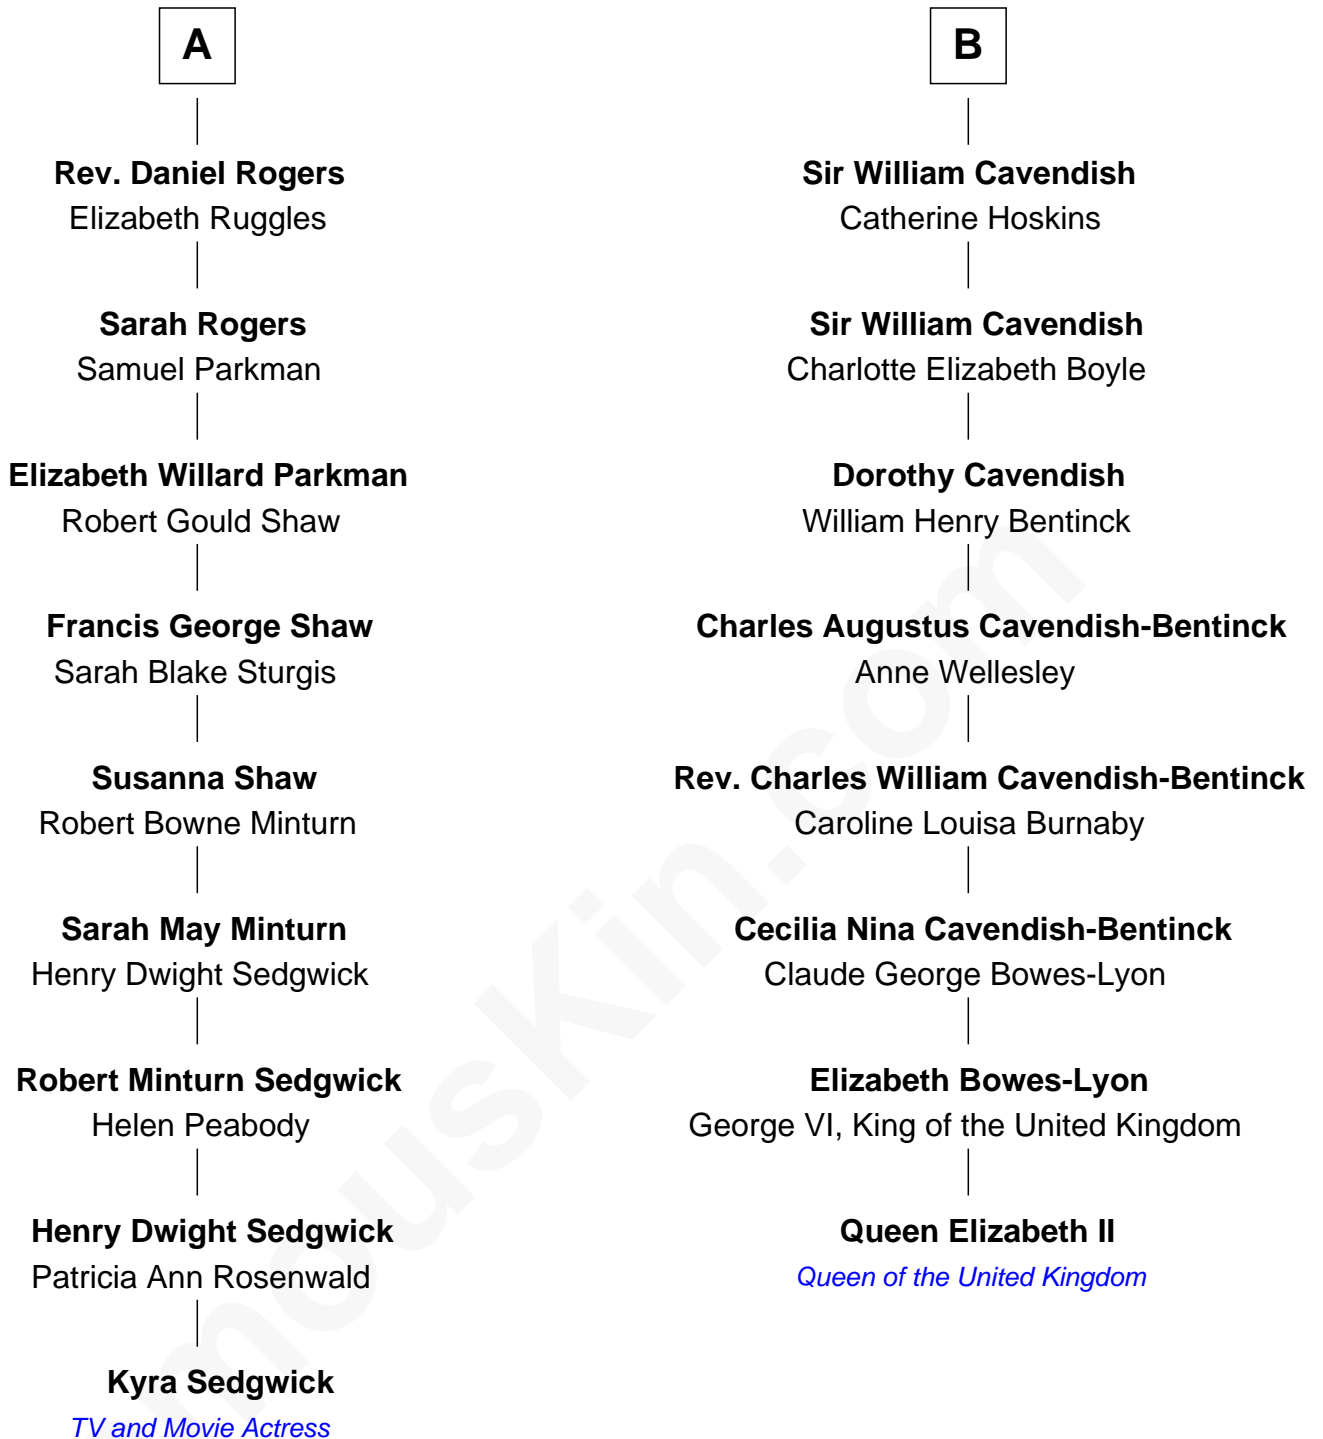 A
Rev. Daniel Rogers
Elizabeth Ruggles
Sarah Rogers
Samuel Parkman
Elizabeth Willard Parkman
Robert Gould Shaw
Francis George Shaw
Sarah Blake Sturgis
Susanna Shaw
Robert Bowne Minturn
Sarah May Minturn
Henry Dwight Sedgwick
Robert Minturn Sedgwick
Helen Peabody
Henry Dwight Sedgwick
Patricia Ann Rosenwald
Kyra Sedgwick
TV and Movie Actress
B
Sir William Cavendish
Catherine Hoskins
Sir William Cavendish
Charlotte Elizabeth Boyle
Dorothy Cavendish
William Henry Bentinck
Charles Augustus Cavendish-Bentinck
Anne Wellesley
Rev. Charles William Cavendish-Bentinck
Caroline Louisa Burnaby
Cecilia Nina Cavendish-Bentinck
Claude George Bowes-Lyon
Elizabeth Bowes-Lyon
George VI, King of the United Kingdom
Queen Elizabeth II
Queen of the United Kingdom
mousKin.com